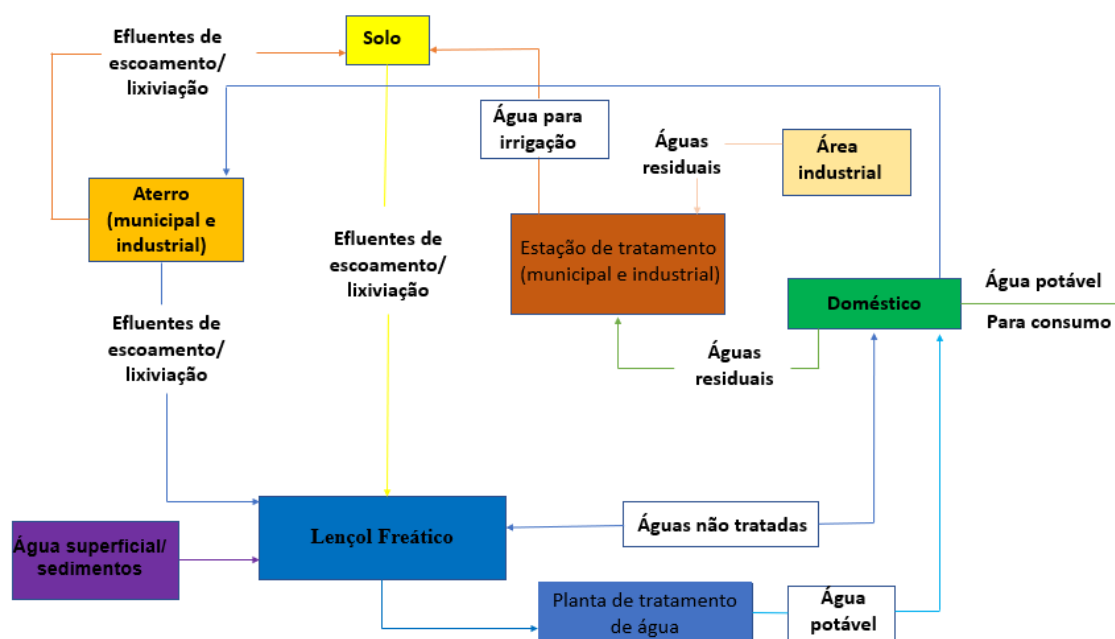 Efluentes de
escoamento/
lixiviação
Solo
Água para
irrigação
Águas
residuais
Área
industrial
Aterro
(municipal e
industrial)
Efluentes de
escoamento/
lixiviação
Estação de tratamento
(municipal e industrial)
Água potável
Para consumo
Doméstico
Efluentes de
escoamento/
lixiviação
Águas
residuais
Lençol Freático
Águas não tratadas
Água superficial/
sedimentos
Planta de tratamento
de água
Água
potável